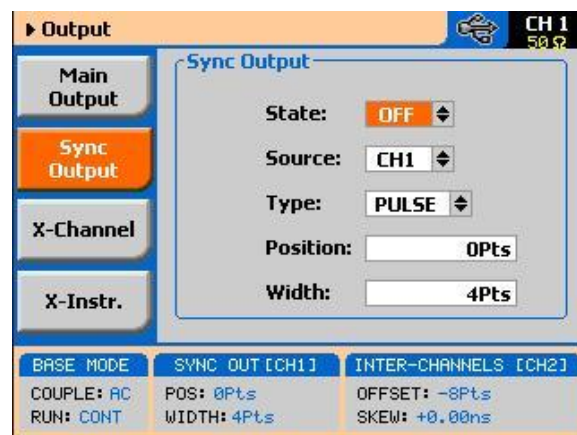 Output
CH 1
50 Ω
Main
Output
Sync
Output
X-Channel
X-Instr.
Sync Output
State: OFF
Source: CH1
Type: PULSE
Position: 0Pts
Width: 4Pts
BASE MODE
COUPLE: AC
RUN: CONT
SYNC OUT [CH1]
POS: 0Pts
WIDTH: 4Pts
INTER-CHANNELS [CH2]
OFFSET: -8Pts
SKEW: +0.00ns